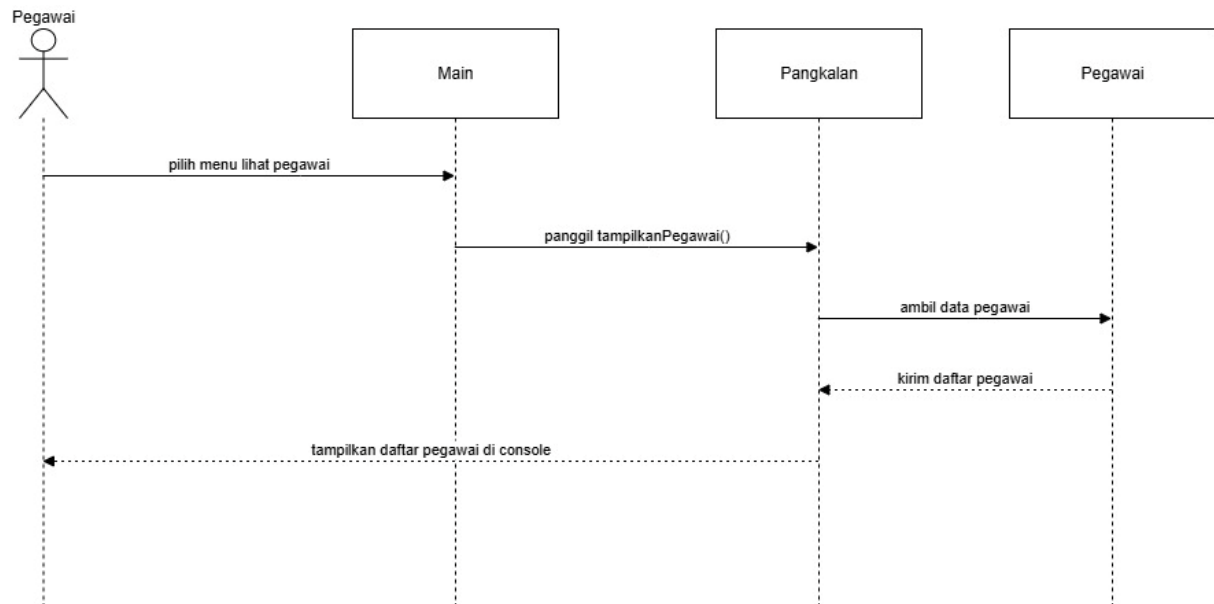 Pegawai
Main
Pangkalan
Pegawai
pilih menu lihat pegawai
panggil tampilkanPegawai()
ambil data pegawai
kirim daftar pegawai
tampilkan daftar pegawai di console